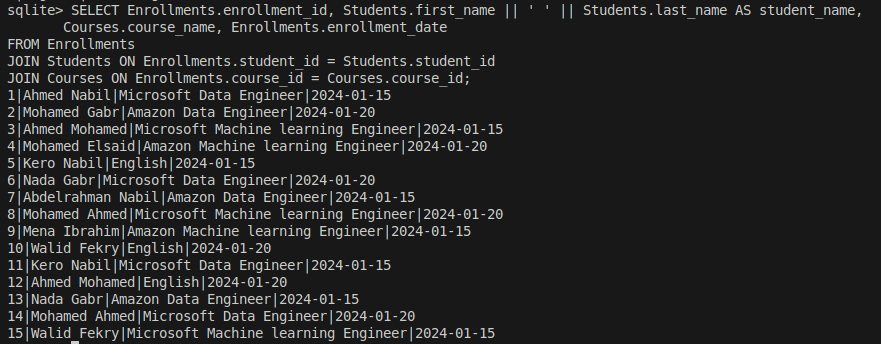 sqlite> SELECT Enrollments.enrollment_id, Students.first_name || ' ' || Students.last_name AS student_name,
Courses.course_name, Enrollments.enrollment_date
FROM Enrollments
JOIN Students ON Enrollments.student_id = Students.student_id
JOIN Courses ON Enrollments.course_id = Courses.course_id;
1|Ahmed Nabil|Microsoft Data Engineer|2024-01-15
2|Mohamed Gabr|Amazon Data Engineer|2024-01-20
3|Ahmed Mohamed|Microsoft Machine learning Engineer|2024-01-15
4|Mohamed Elsaid|Amazon Machine learning Engineer|2024-01-20
5|Kero Nabil|English|2024-01-15
6|Nada Gabr|Microsoft Data Engineer|2024-01-20
7|Abdelrahman Nabil|Amazon Data Engineer|2024-01-15
8|Mohamed Ahmed|Microsoft Machine learning Engineer|2024-01-20
9|Mena Ibrahim|Amazon Machine learning Engineer|2024-01-15
10|Walid Fekry|English|2024-01-20
11|Kero Nabil|Microsoft Data Engineer|2024-01-15
12|Ahmed Mohamed|English|2024-01-20
13|Nada Gabr|Amazon Data Engineer|2024-01-15
14|Mohamed Ahmed|Microsoft Data Engineer|2024-01-20
15|Walid Fekry|Microsoft Machine learning Engineer|2024-01-15